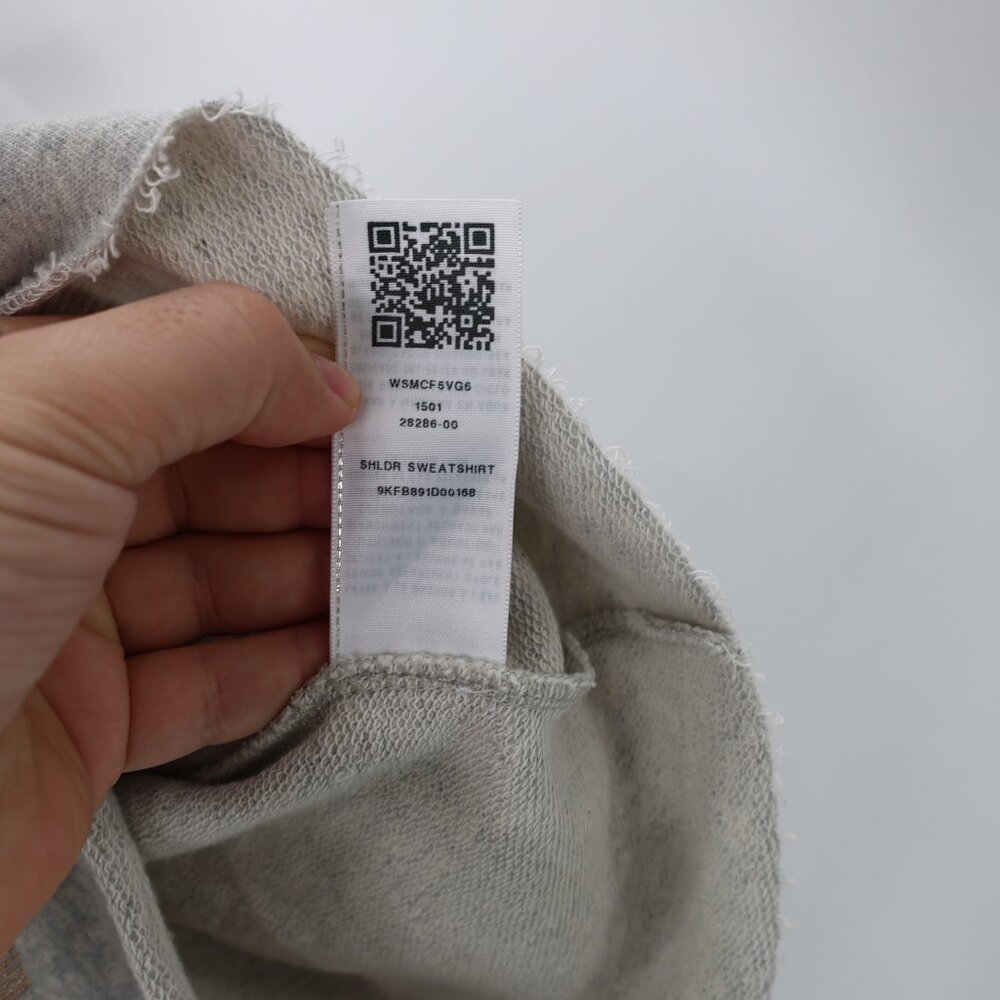 WSMCF5VG6
1501
28286-00
SHLDR SWEATSHIRT
9KFB891D00168